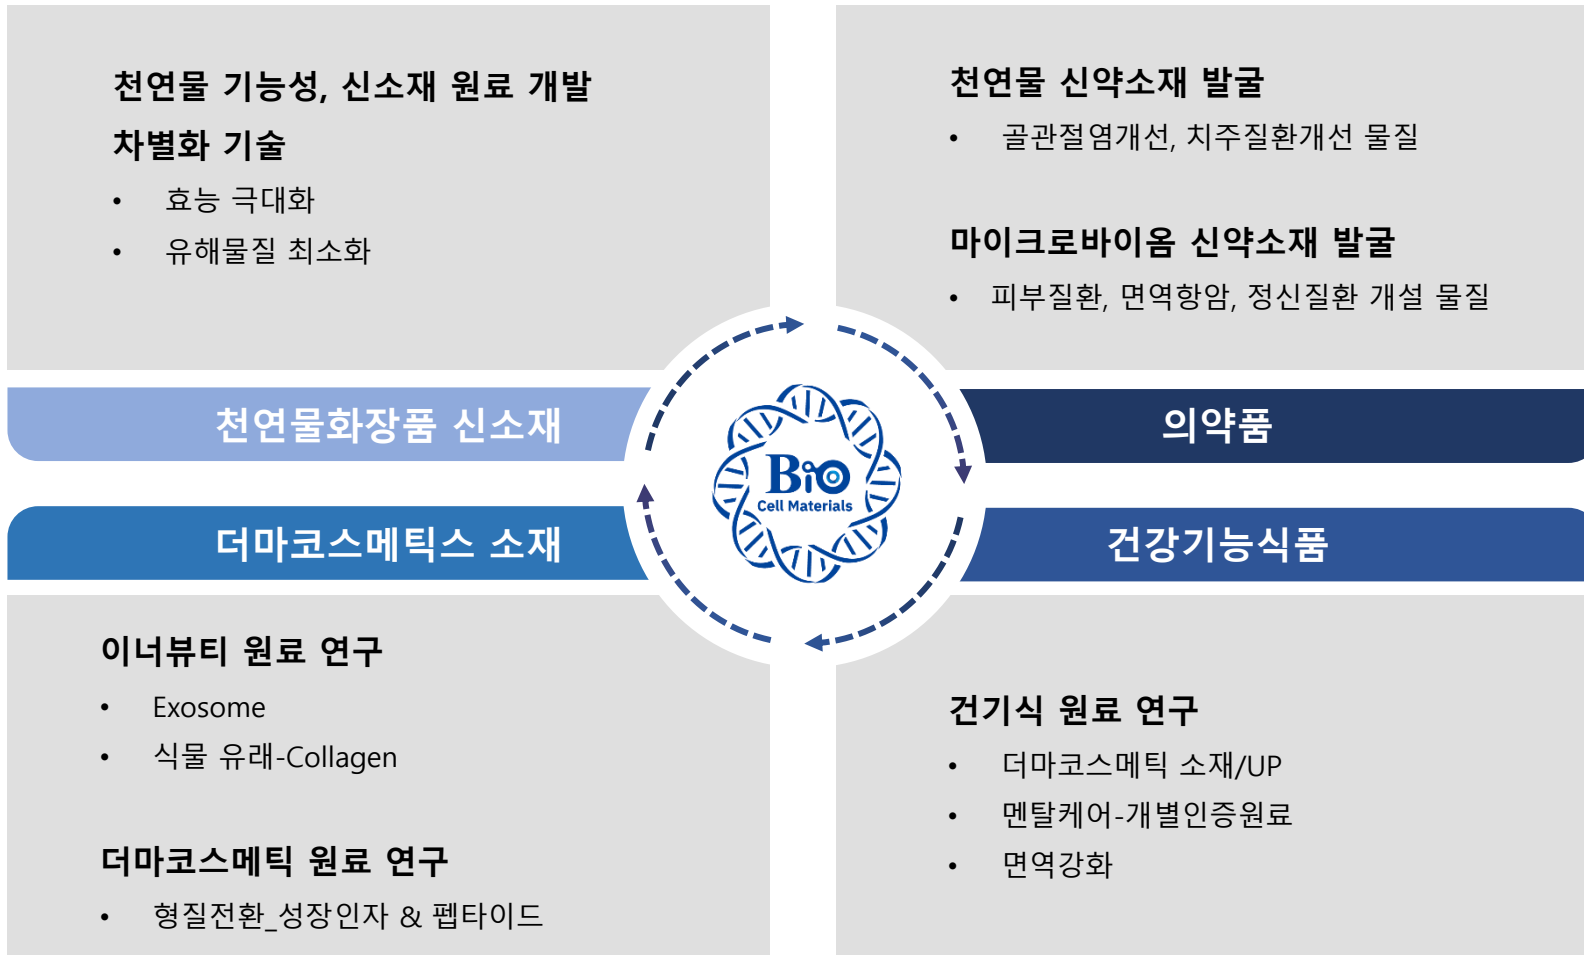 천연물 기능성, 신소재 원료 개발
차별화 기술
• 효능 극대화
• 유해물질 최소화
천연물 신약소재 발굴
• 골관절염개선, 치주질환개선 물질
마이크로바이옴 신약소재 발굴
• 피부질환, 면역항암, 정신질환 개설 물질
천연물화장품 신소재
의약품
Bio
Cell Materials
더마코스메틱스 소재
건강기능식품
이너뷰티 원료 연구
• Exosome
• 식물 유래-Collagen
더마코스메틱 원료 연구
• 형질전환_성장인자 & 펩타이드
건기식 원료 연구
• 더마코스메틱 소재/UP
• 멘탈케어-개별인증원료
• 면역강화